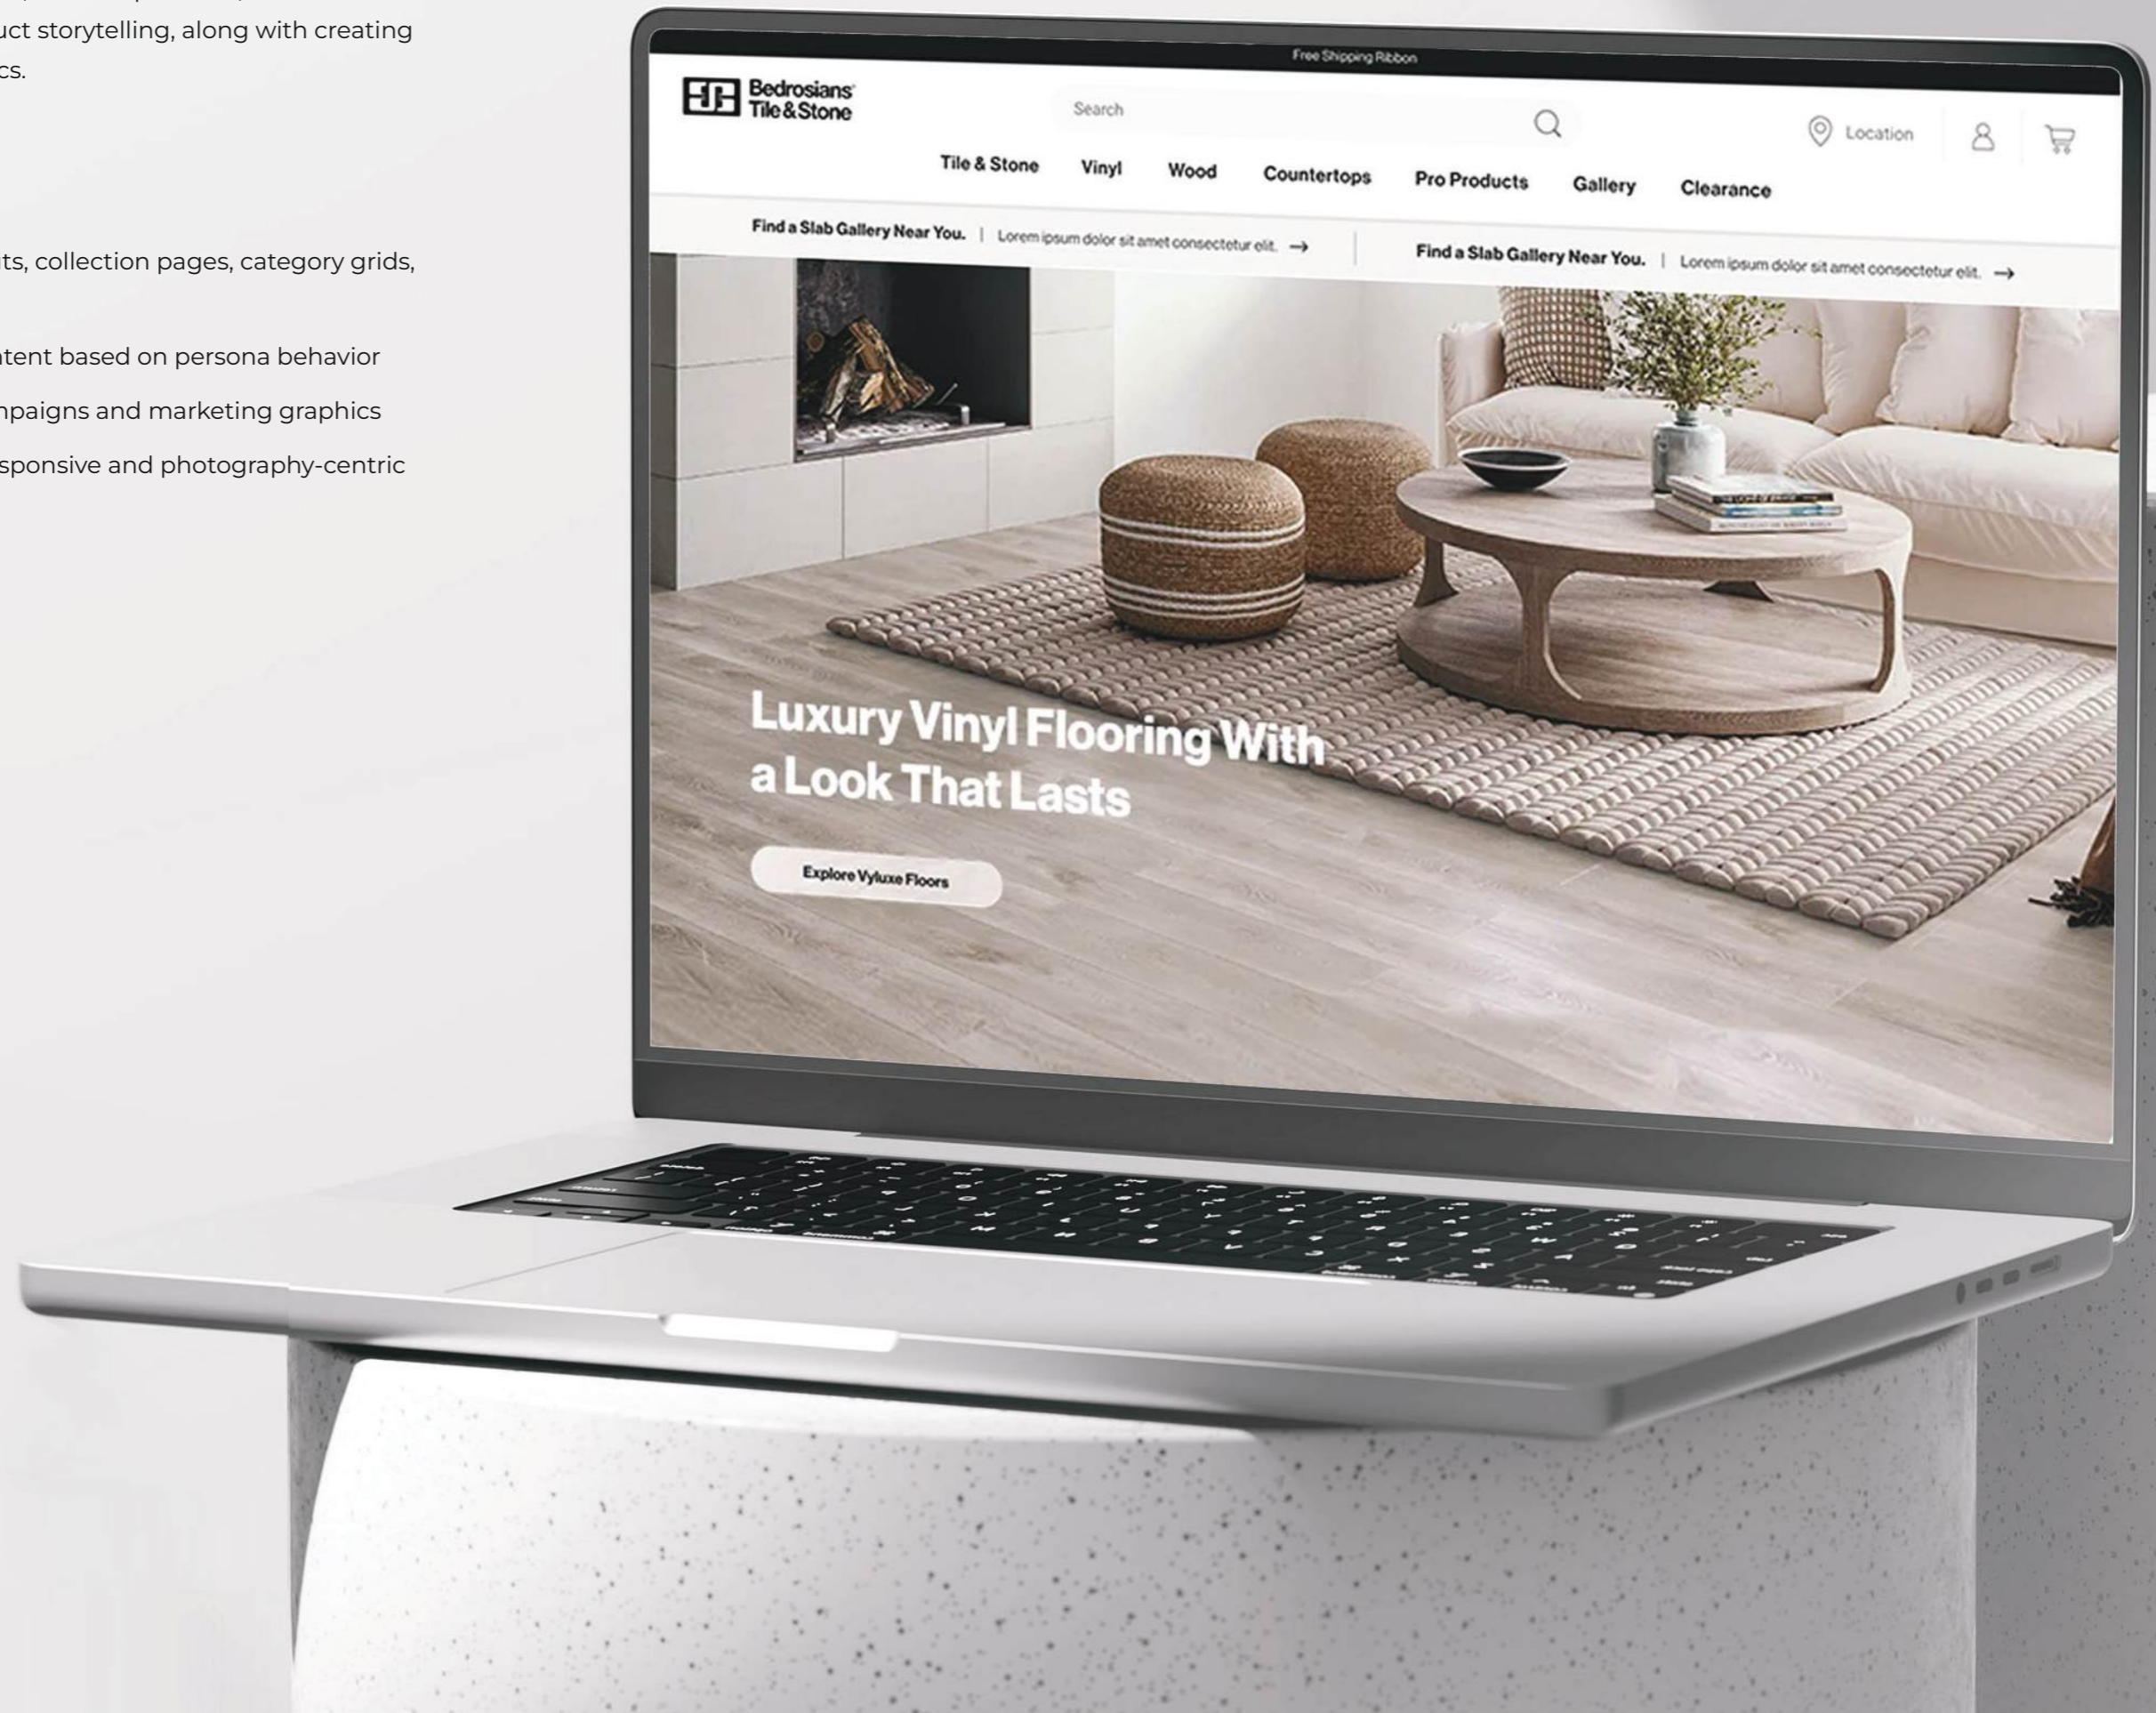 uct storytelling, along with creating
cs.
ts, collection pages, category grids,
tent based on persona behavior
mpaigns and marketing graphics
sponsive and photography-centric
Free Shipping Ribbon
Bedrosians
Tile & Stone
Search
Location
Tile & Stone Vinyl Wood Countertops Pro Products Gallery Clearance
Find a Slab Gallery Near You. | Lorem ipsum dolor sit amet consectetur elit. → Find a Slab Gallery Near You. | Lorem ipsum dolor sit amet consectetur elit. →
Luxury Vinyl Flooring With
a Look That Lasts
Explore Vyluxe Floors